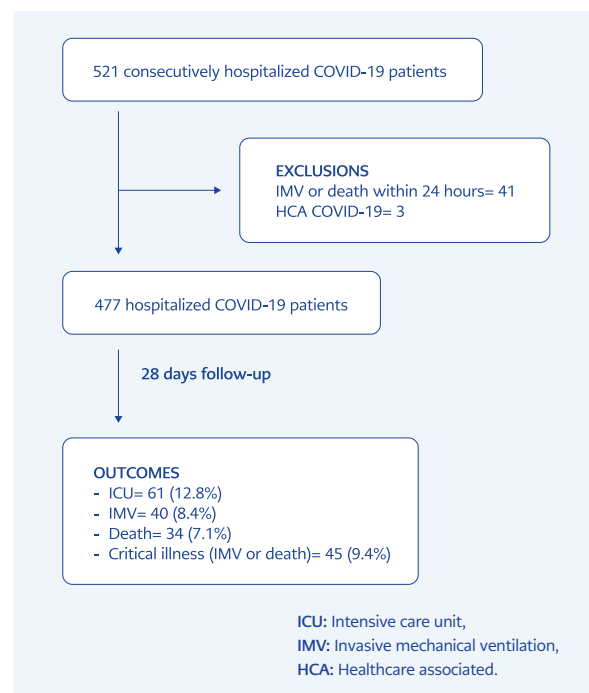 521 consecutively hospitalized COVID-19 patients
EXCLUSIONS
IMV or death within 24 hours= 41
HCA COVID-19= 3
477 hospitalized COVID-19 patients
28 days follow-up
OUTCOMES
- ICU= 61 (12.8%)
- IMV= 40 (8.4%)
- Death= 34 (7.1%)
- Critical illness (IMV or death)= 45 (9.4%)
ICU: Intensive care unit,
IMV: Invasive mechanical ventilation,
HCA: Healthcare associated.